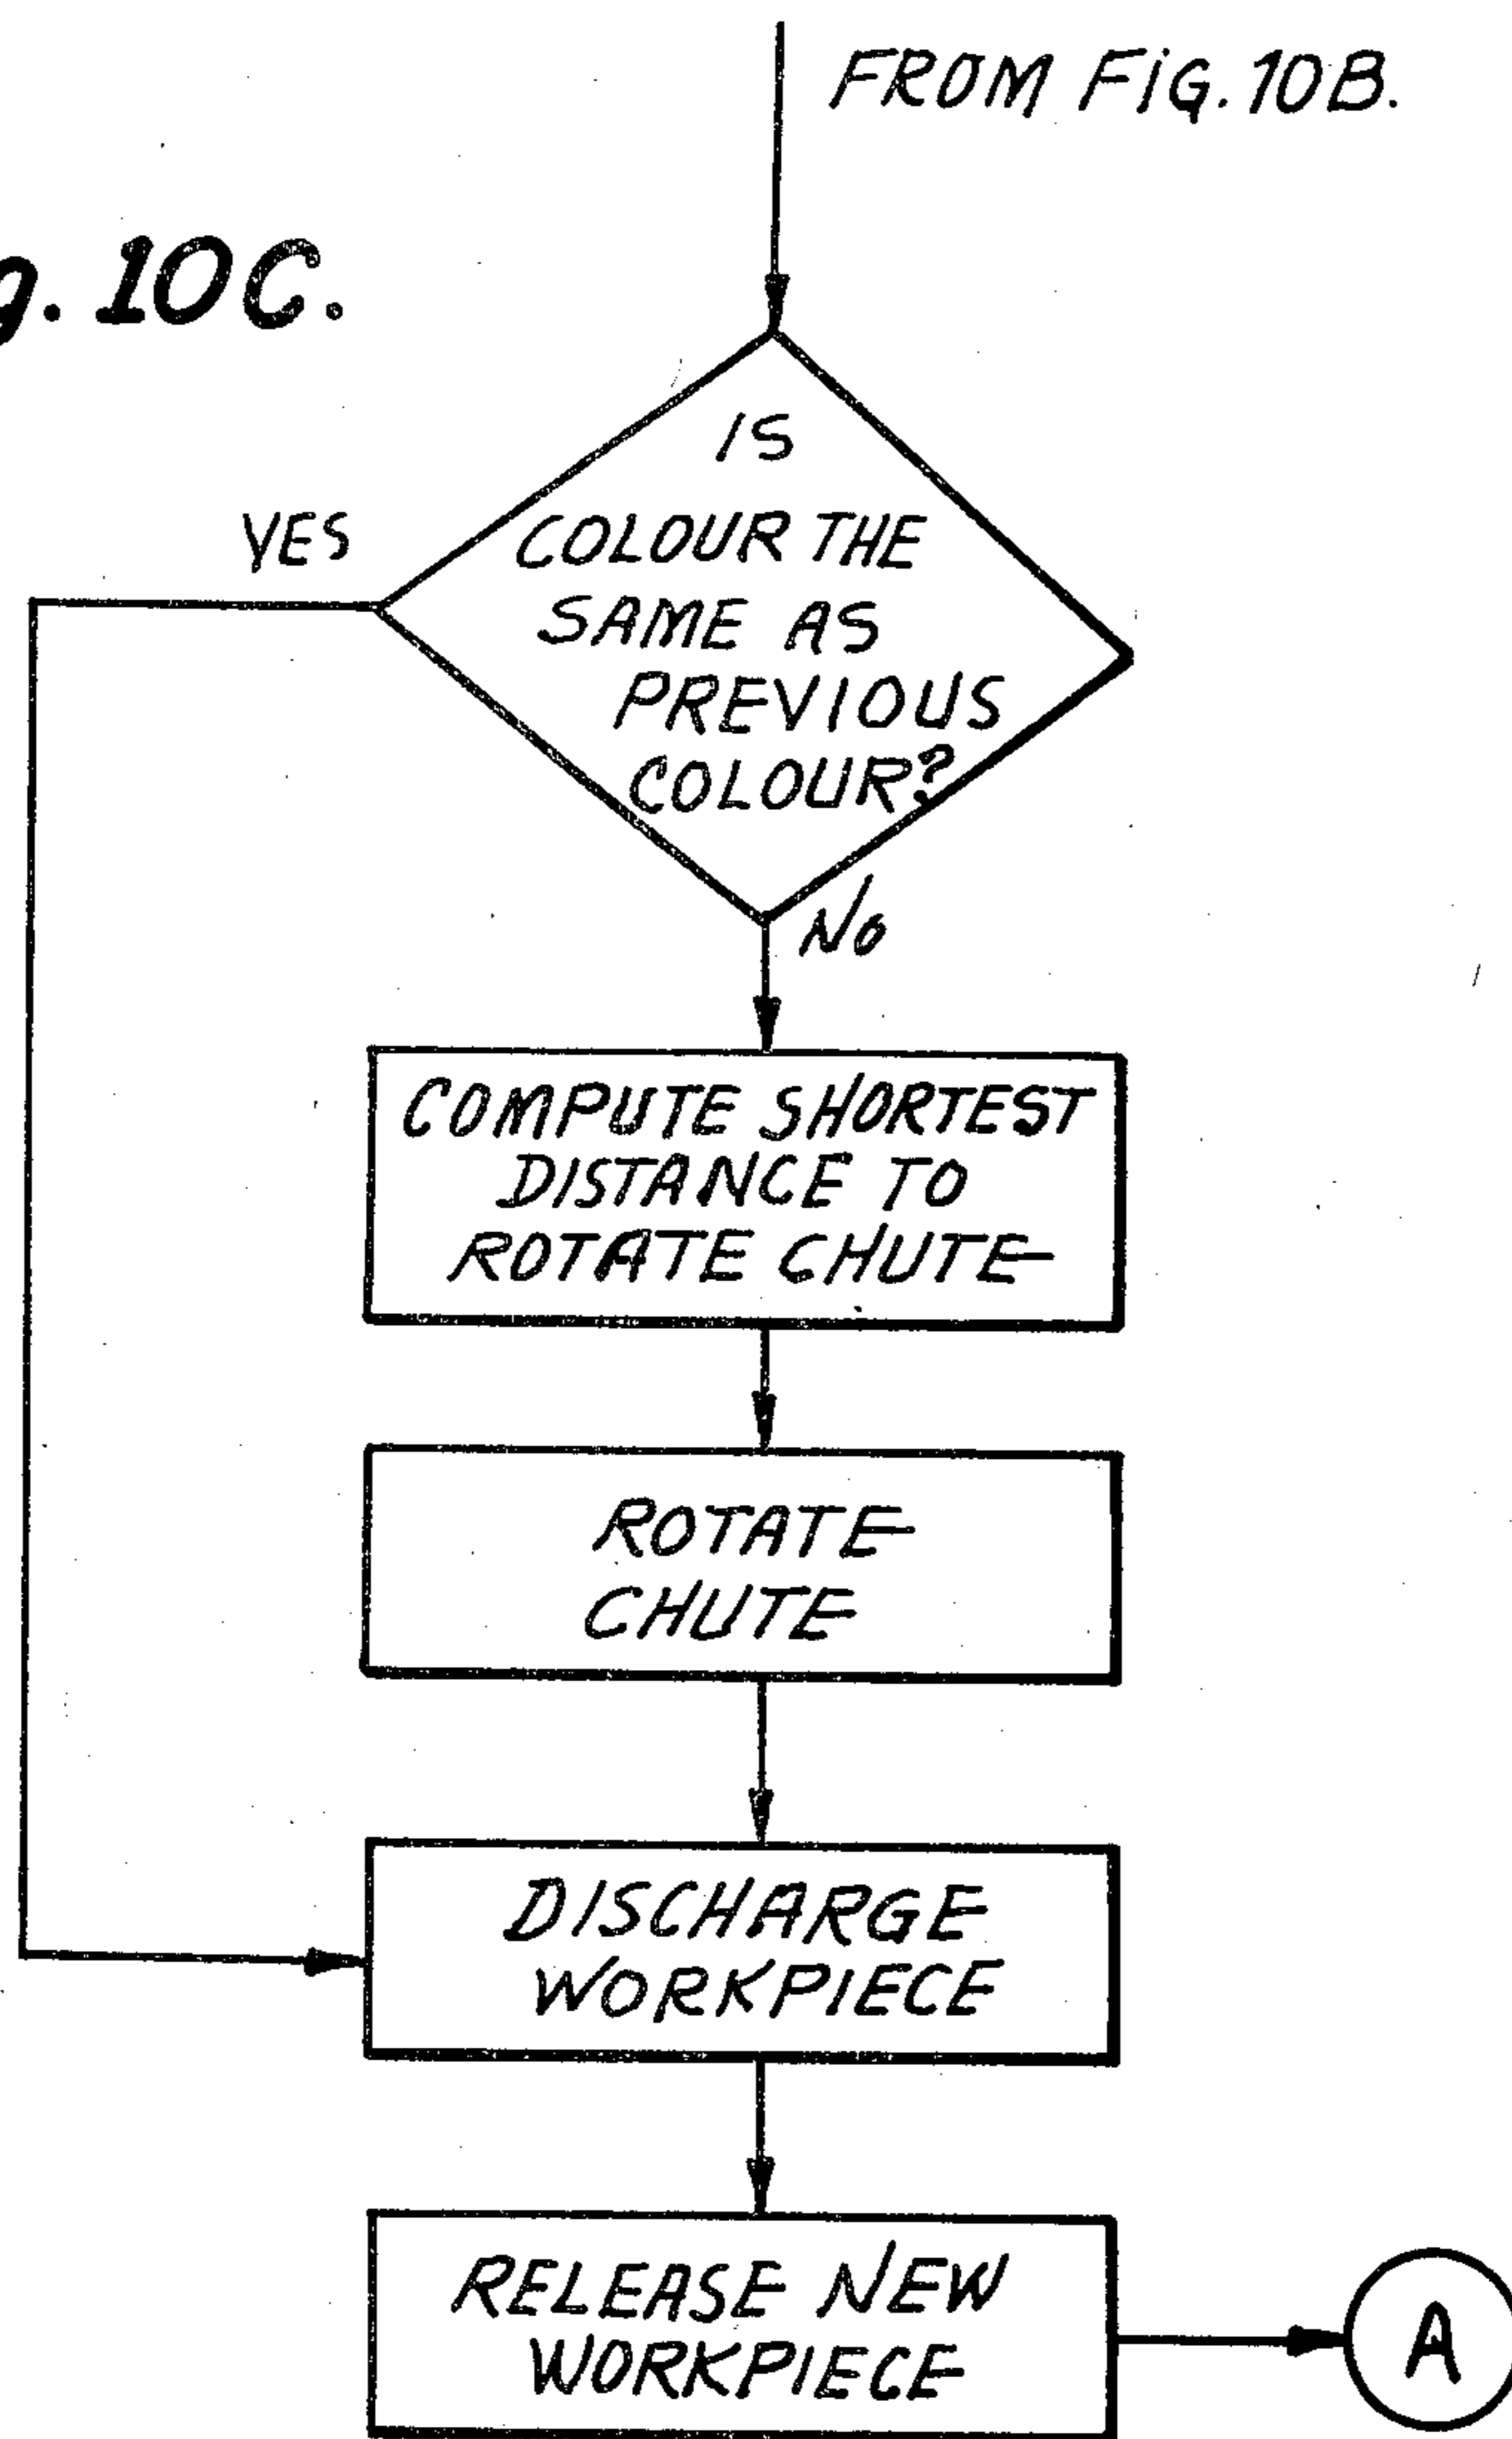 FROM FIG. 10B.
g. 10C.
IS
COLOUR THE
SAME AS
PREVIOUS
COLOUR?
YES
NO
COMPUTE SHORTEST
DISTANCE TO
ROTATE CHUTE
ROTATE
CHUTE
DISCHARGE
WORKPIECE
RELEASE NEW
WORKPIECE
A